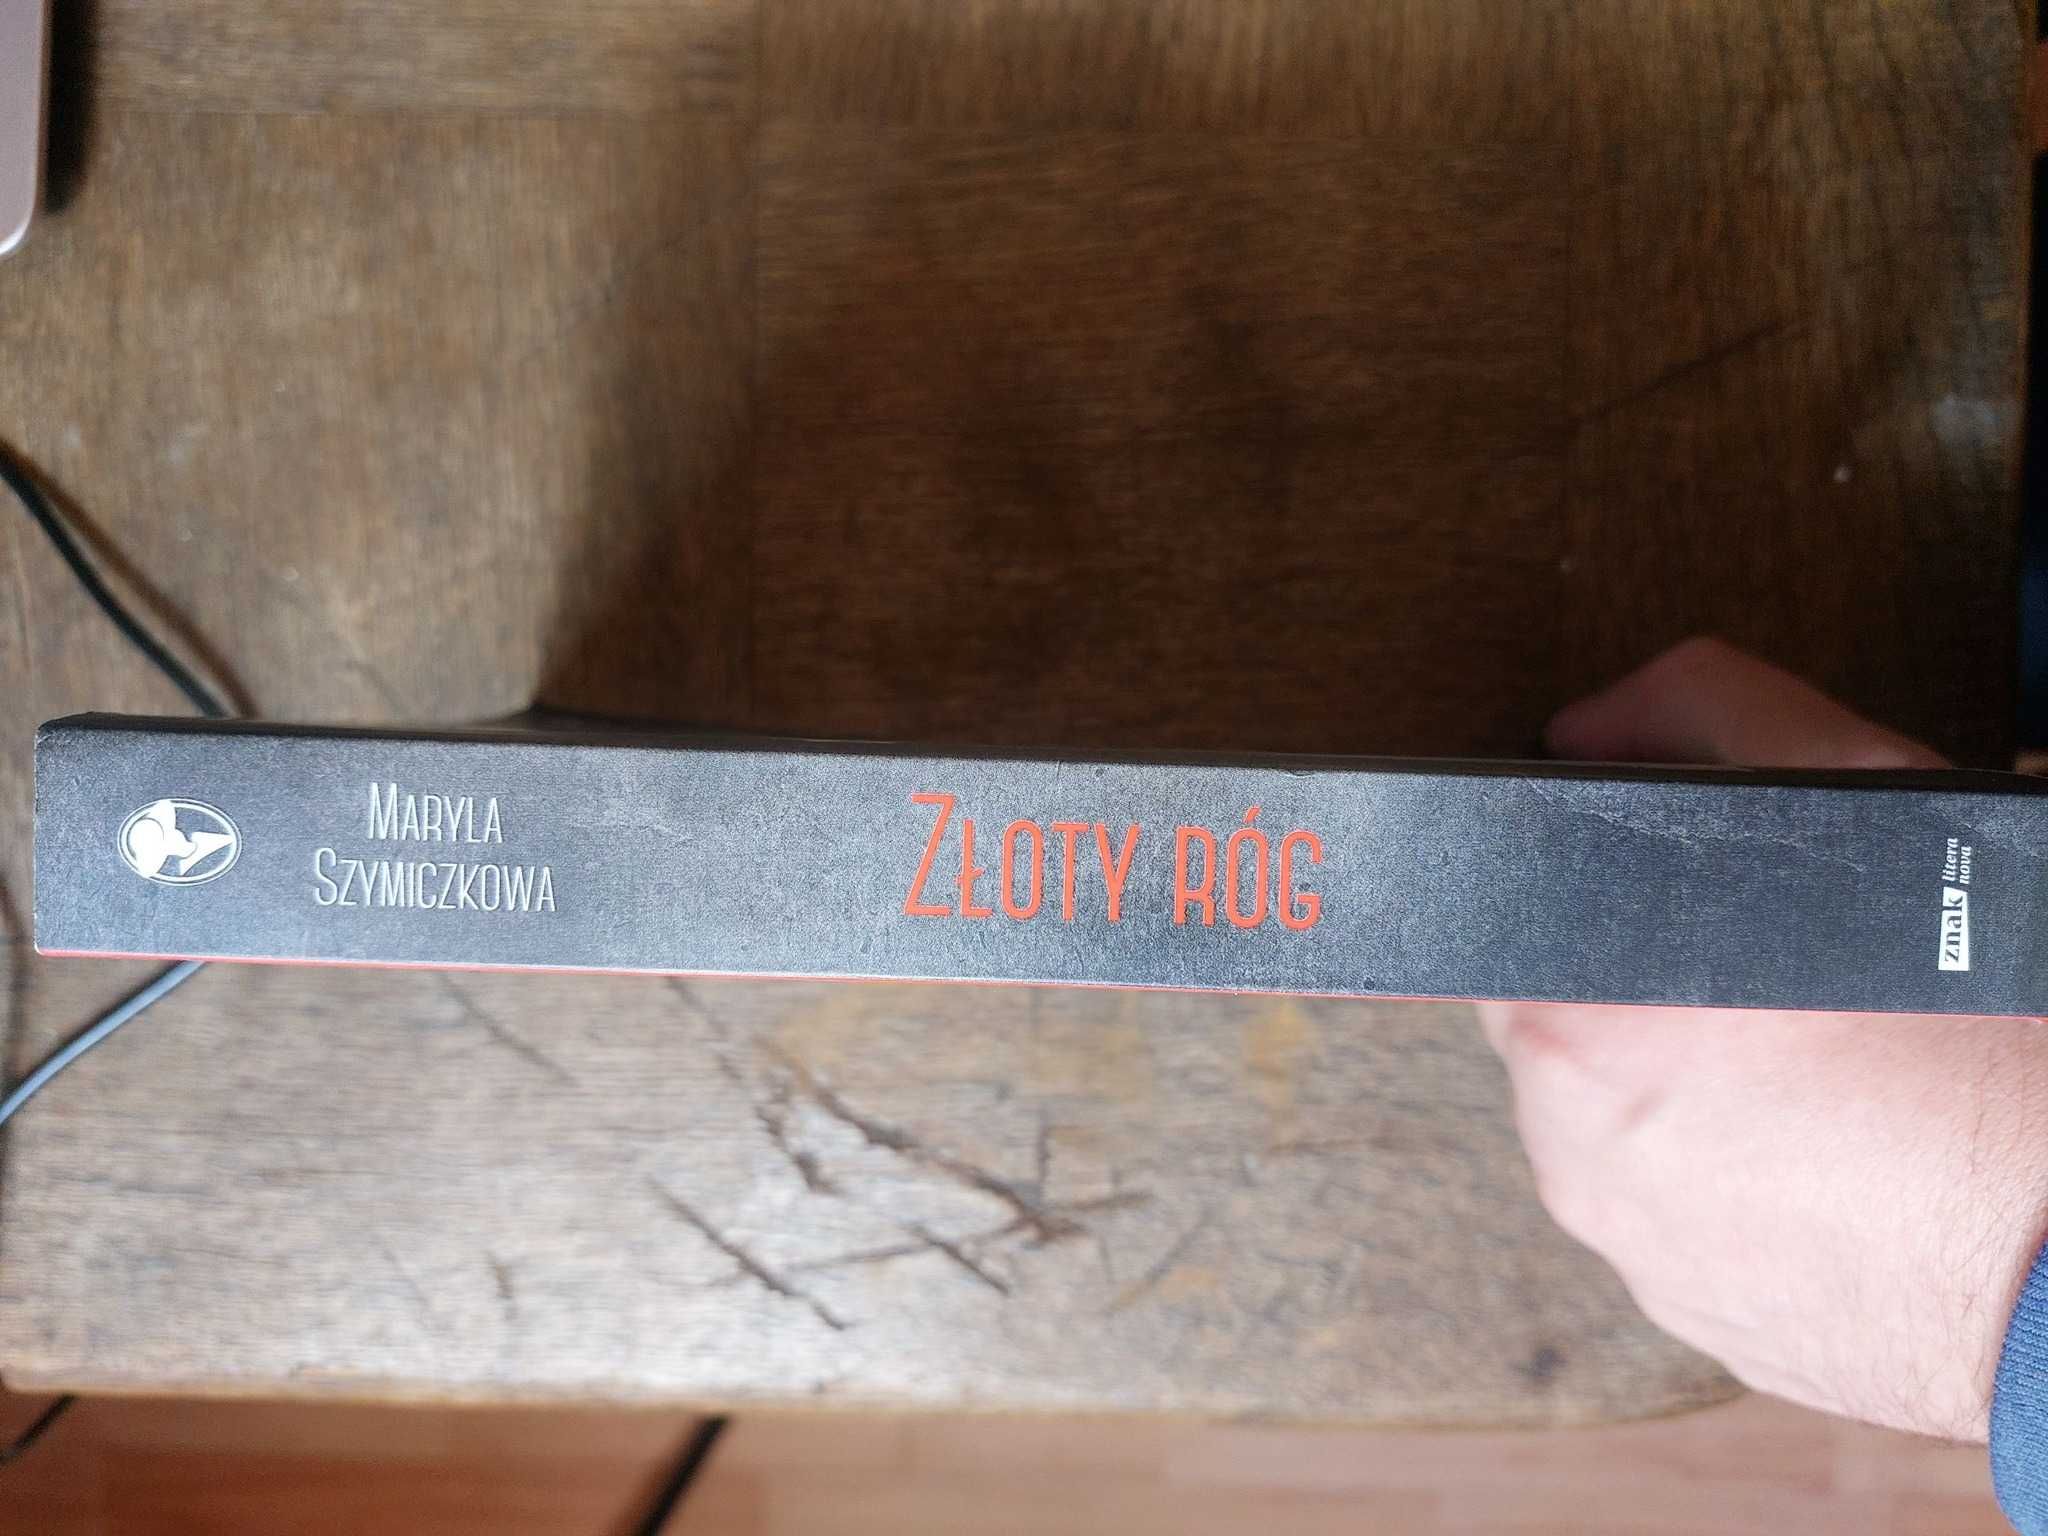 Maryla
Szymiczkowa
Złoty róg
znak
litera
nova